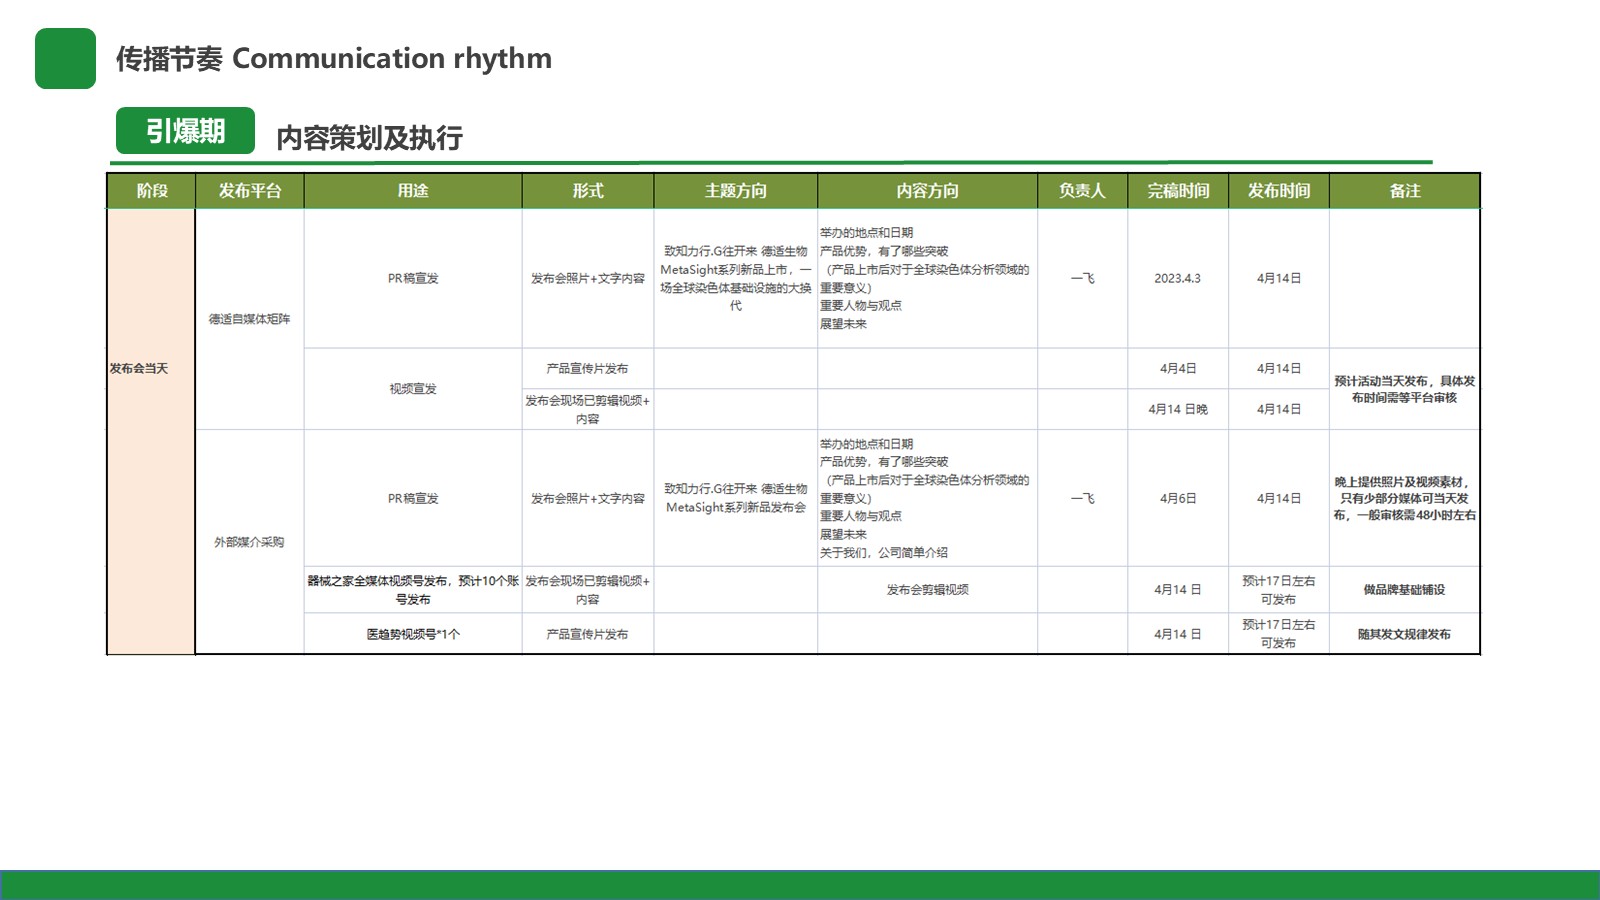 传播节奏 Communication rhythm
引爆期
内容策划及执行
阶段 发布平台 用途 形式 主题方向 内容方向 负责人 完稿时间 发布时间 备注
发布会当天
德适自媒体矩阵
PR稿宣发
发布会照片+文字内容
致知力行.G往开来 德适生物
MetaSight系列新品上市，一
场全球染色体基础设施的大换
代
举办的地点和日期
产品优势，有了哪些突破
（产品上市后对于全球染色体分析领域的
重要意义）
重要人物与观点
展望未来
一飞
2023.4.3
4月14日
视频宣发
产品宣传片发布
4月4日
4月14日
预计活动当天发布，具体发
布时间需等平台审核
发布会现场已剪辑视频+
内容
4月14 日晚
4月14日
外部媒介采购
PR稿宣发
发布会照片+文字内容
致知力行.G往开来 德适生物
MetaSight系列新品发布会
举办的地点和日期
产品优势，有了哪些突破
（产品上市后对于全球染色体分析领域的
重要意义）
重要人物与观点
展望未来
关于我们，公司简单介绍
一飞
4月6日
4月14日
晚上提供照片及视频素材，
只有少部分媒体可当天发
布，一般审核需48小时左右
器械之家全媒体视频号发布，预计10个账
号发布
发布会现场已剪辑视频+
内容
发布会剪辑视频
4月14 日
预计17日左右
可发布
做品牌基础铺设
医趋势视频号*1个
产品宣传片发布
4月14 日
预计17日左右
可发布
随其发文规律发布